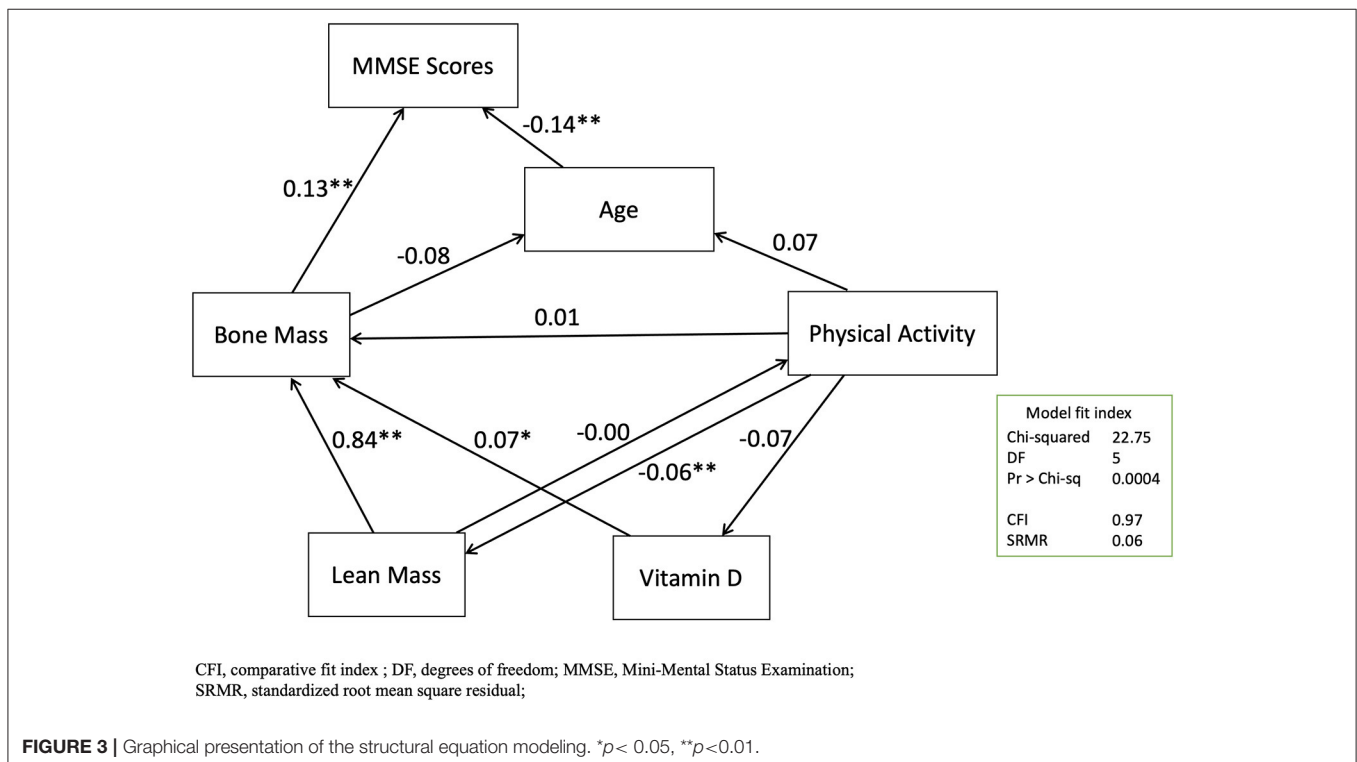 MMSE Scores
-0.14**
0.13**
Age
-0.08
0.07
Bone Mass
0.01
Physical Activity
0.84**
0.07*
-0.00
-0.07
-0.06**
Lean Mass
Vitamin D
Model fit index
Chi-squared 22.75
DF 5
Pr > Chi-sq 0.0004
CFI 0.97
SRMR 0.06
CFI, comparative fit index ; DF, degrees of freedom; MMSE, Mini-Mental Status Examination;
SRMR, standardized root mean square residual;
FIGURE 3 | Graphical presentation of the structural equation modeling. *p< 0.05, **p<0.01.